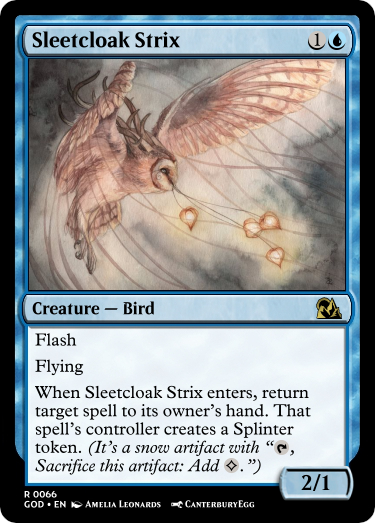 Sleetcloak Strix 1
Creature — Bird
Flash
Flying
When Sleetcloak Strix enters, return
target spell to its owner's hand. That
spell's controller creates a Splinter
token. (It's a snow artifact with ",
Sacrifice this artifact: Add .")
2/1
R 0066
GOD • EN Amelia Leonards CanterburyEgg